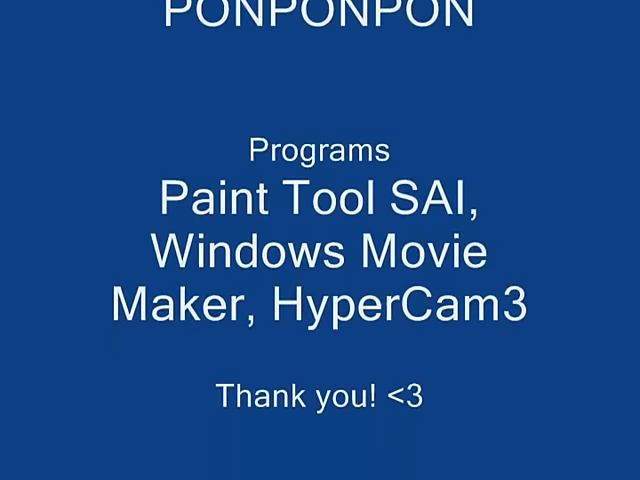 PONPONPON
Programs
Paint Tool SAI,
Windows Movie
Maker, HyperCam3
Thank you! <3